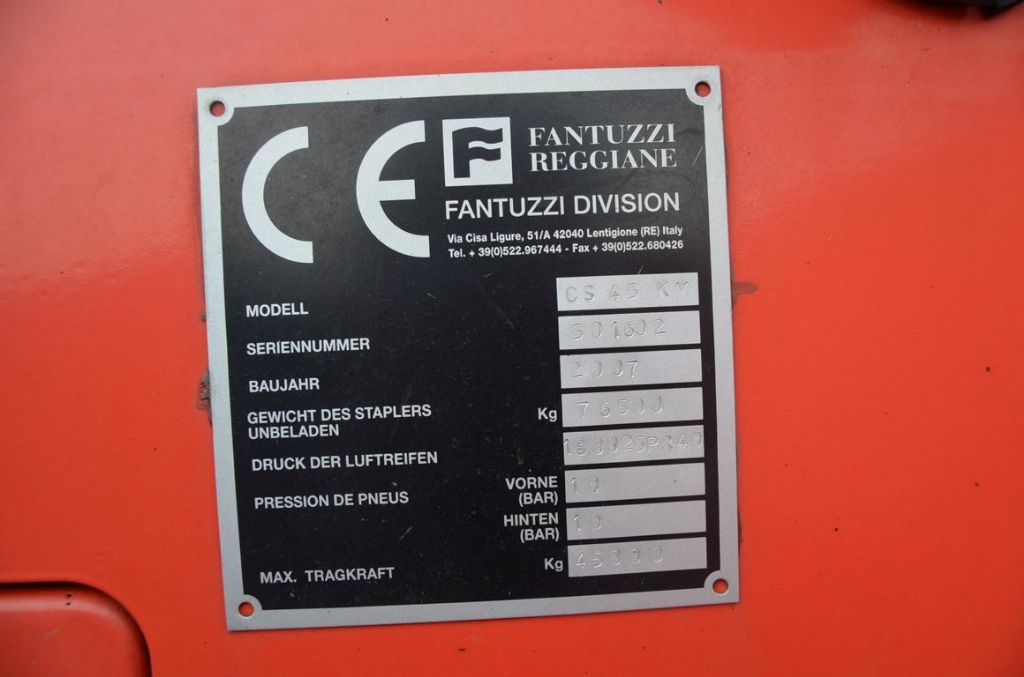 CE
F
FANTUZZI
REGGIANE
FANTUZZI DIVISION
Via Cisa Ligure, 51/A 42040 Lentigione (RE) Italy
Tel. + 39(0)522.967444 - Fax + 39(0)522.680426
MODELL CS 45 KM
SERIENNUMMER 501602
BAUJAHR 2007
GEWICHT DES STAPLERS
UNBELADEN Kg 76500
DRUCK DER LUFTREIFEN
PRESSION DE PNEUS VORNE
(BAR) 10
HINTEN
(BAR) 10
MAX. TRAGKRAFT Kg 45000